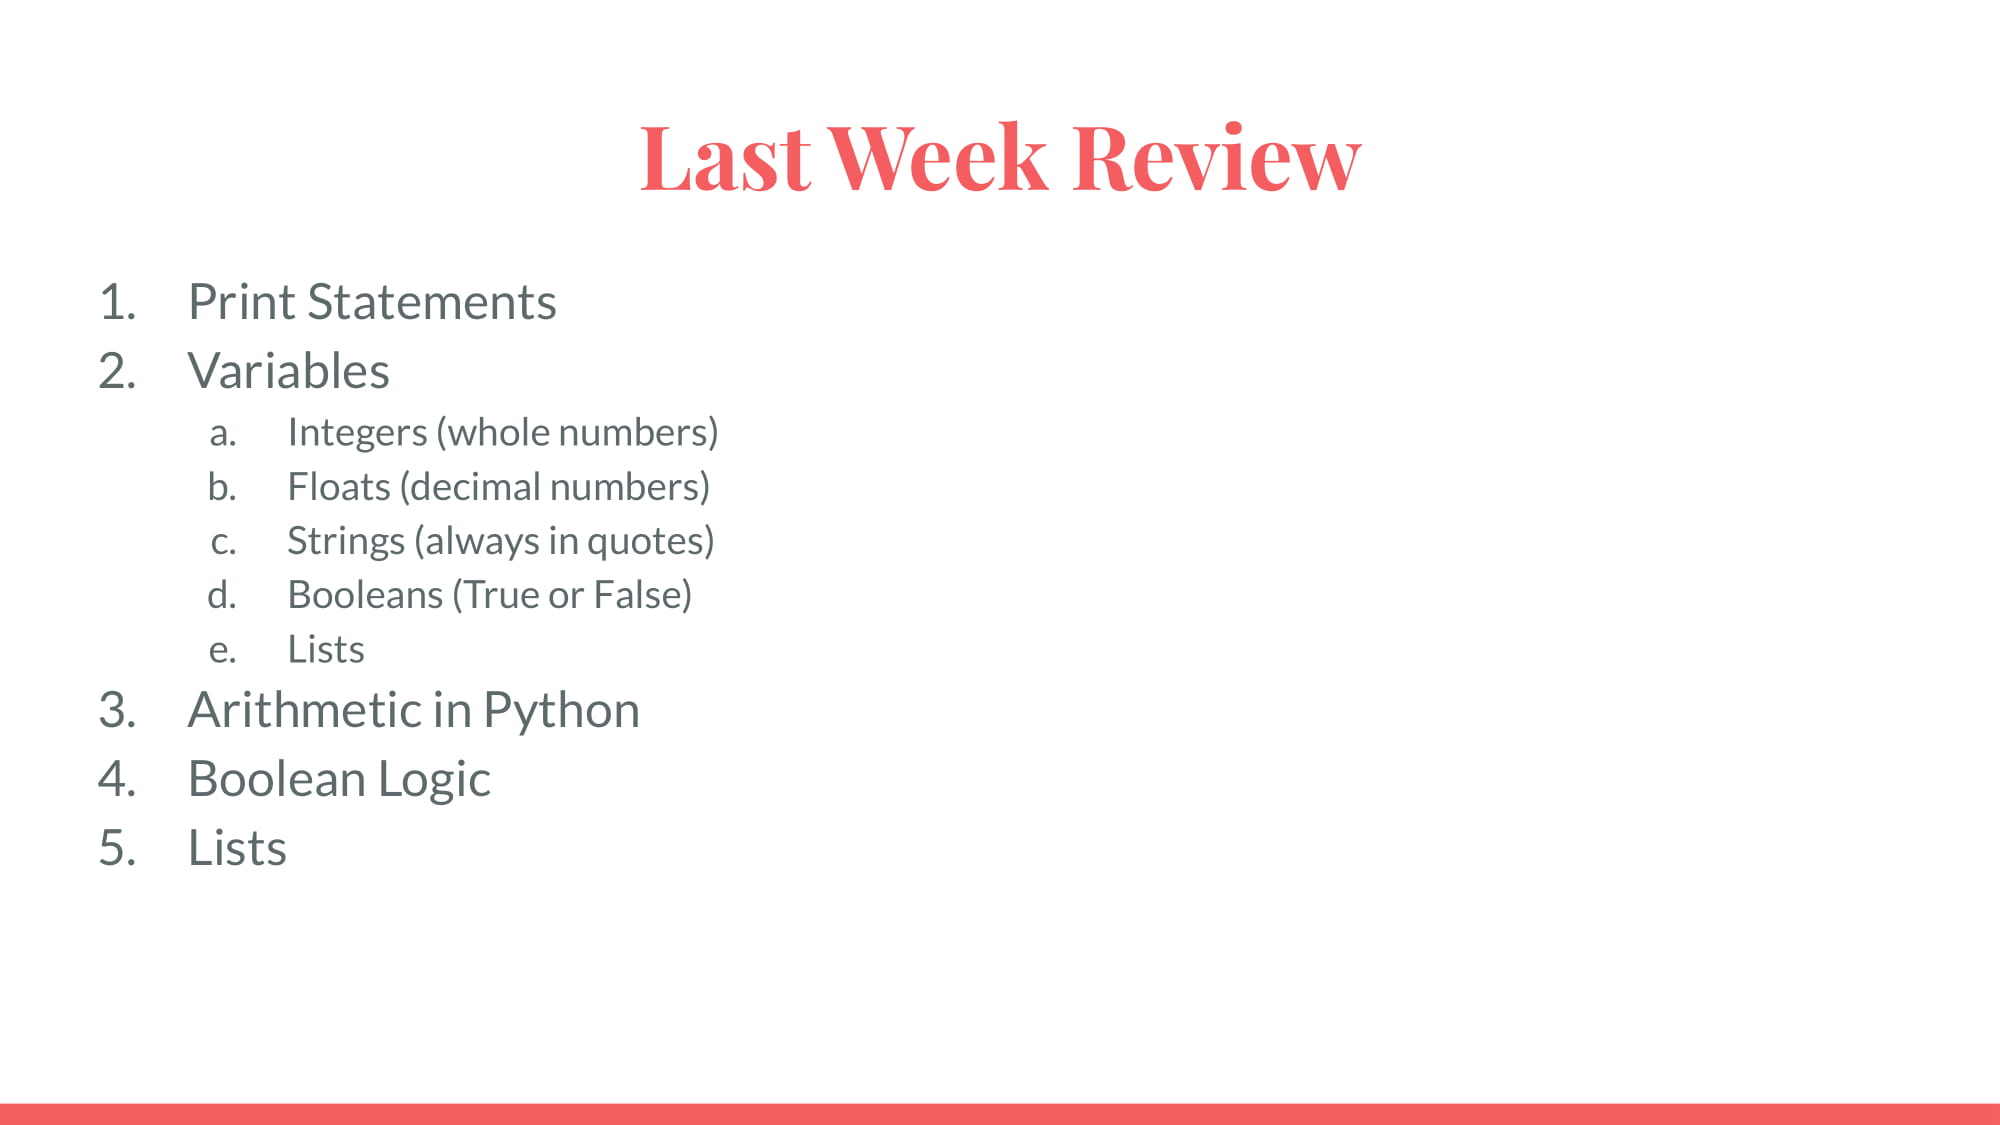 Last Week Review
1. Print Statements
2. Variables
a. Integers (whole numbers)
b. Floats (decimal numbers)
c. Strings (always in quotes)
d. Booleans (True or False)
e. Lists
3. Arithmetic in Python
4. Boolean Logic
5. Lists